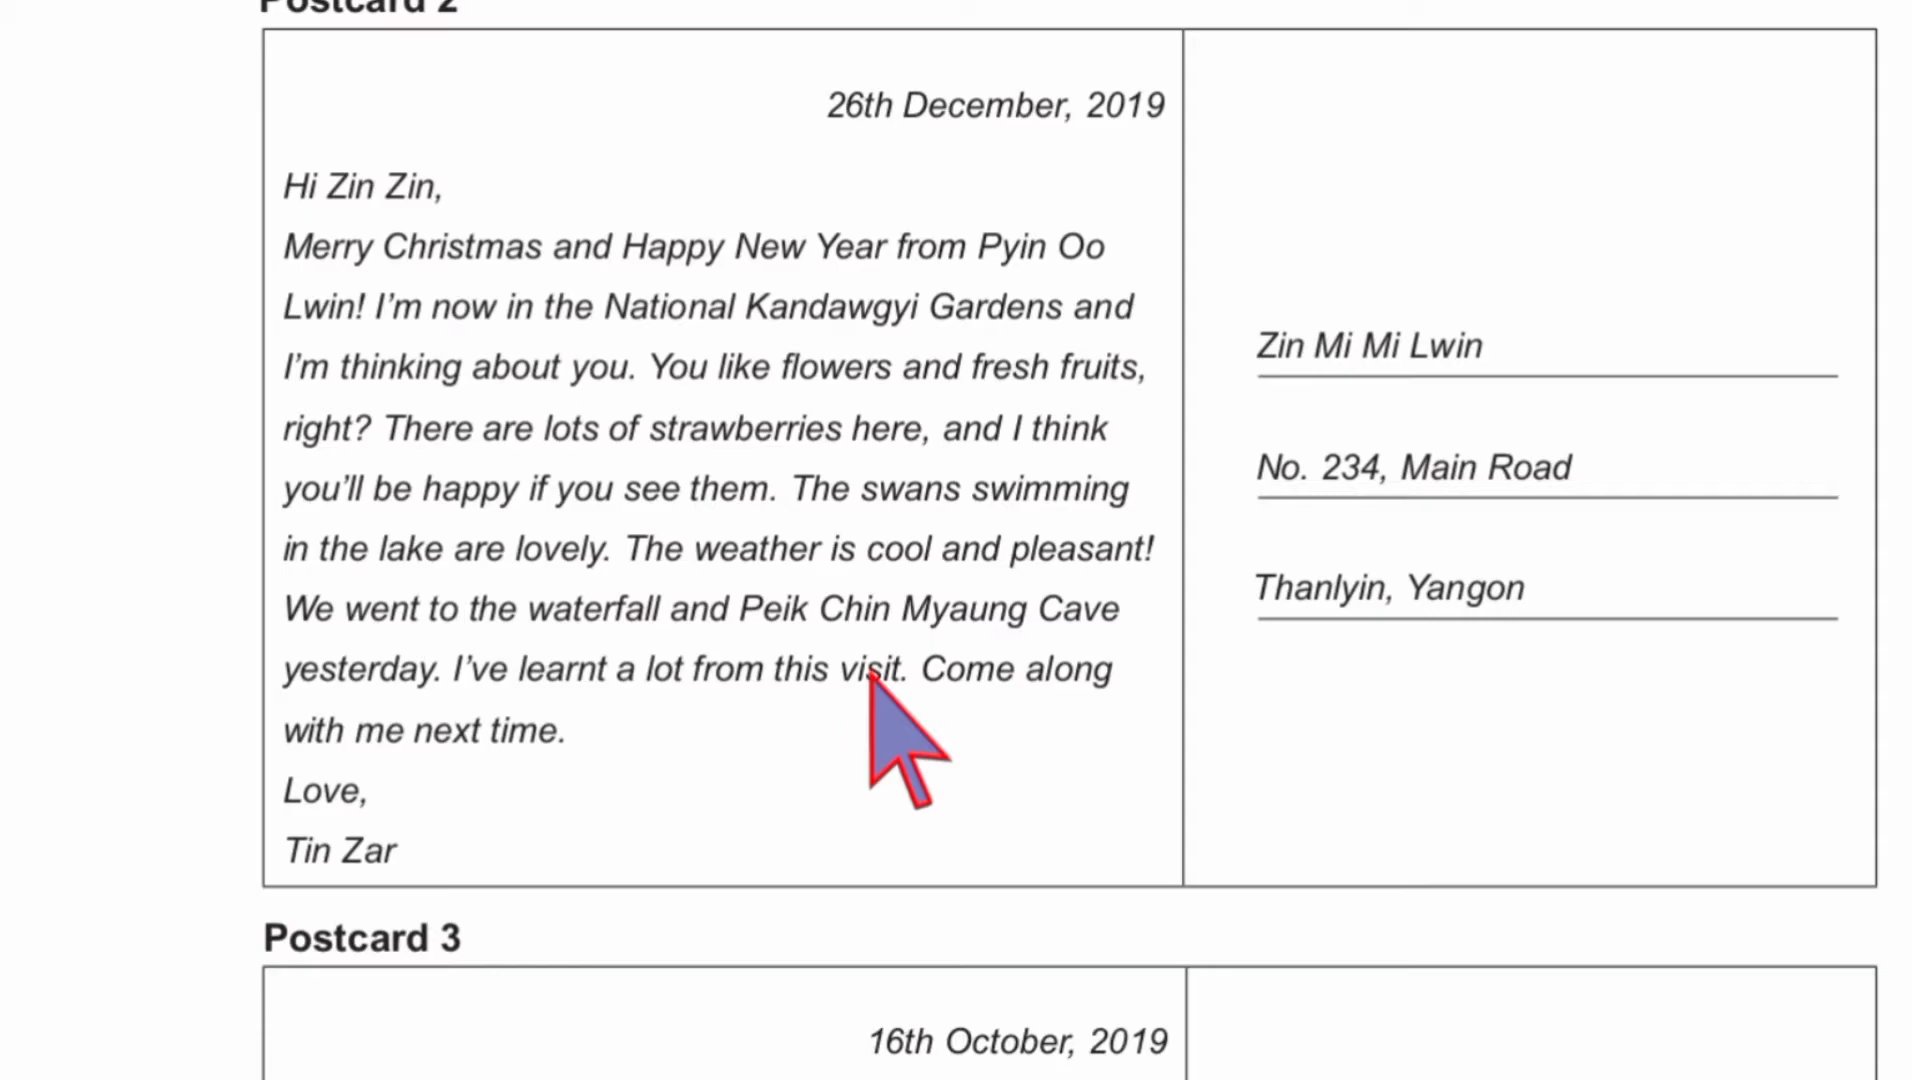 Postcard 2
26th December, 2019
Hi Zin Zin,
Merry Christmas and Happy New Year from Pyin Oo
Lwin! I'm now in the National Kandawgyi Gardens and
I'm thinking about you. You like flowers and fresh fruits,
right? There are lots of strawberries here, and I think
you'll be happy if you see them. The swans swimming
in the lake are lovely. The weather is cool and pleasant!
We went to the waterfall and Peik Chin Myaung Cave
yesterday. I've learnt a lot from this visit. Come along
with me next time.
Love,
Tin Zar
Zin Mi Mi Lwin
No. 234, Main Road
Thanlyin, Yangon
Postcard 3
16th October, 2019